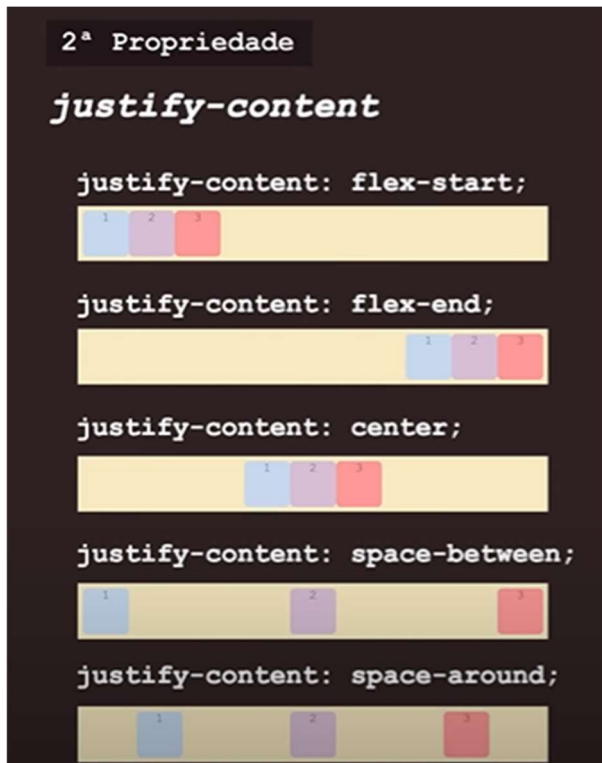 2ª Propriedade
justify-content
justify-content: flex-start;
1 2 3
justify-content: flex-end;
1 2 3
justify-content: center;
1 2 3
justify-content: space-between;
1 2 3
justify-content: space-around;
1 2 3